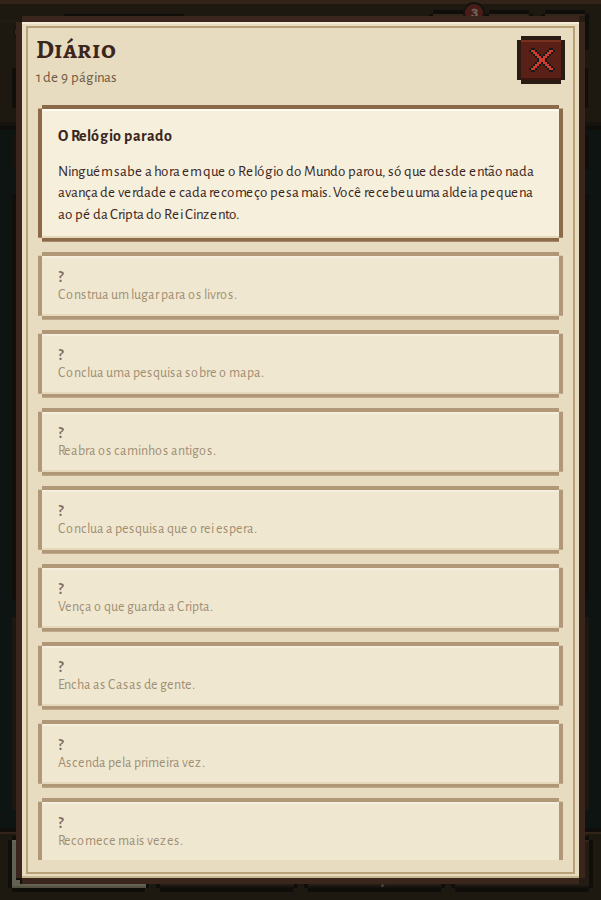 3
Diário
1 de 9 páginas
O Relógio parado
Ninguém sabe a hora em que o Relógio do Mundo parou, só que desde então nada
avança de verdade e cada recomeço pesa mais. Você recebeu uma aldeia pequena
ao pé da Cripta do Rei Cinzento.
?
Construa um lugar para os livros.
?
Conclua uma pesquisa sobre o mapa.
?
Reabra os caminhos antigos.
?
Conclua a pesquisa que o rei espera.
?
Vença o que guarda a Cripta.
?
Encha as Casas de gente.
?
Ascenda pela primeira vez.
?
Recomece mais vezes.